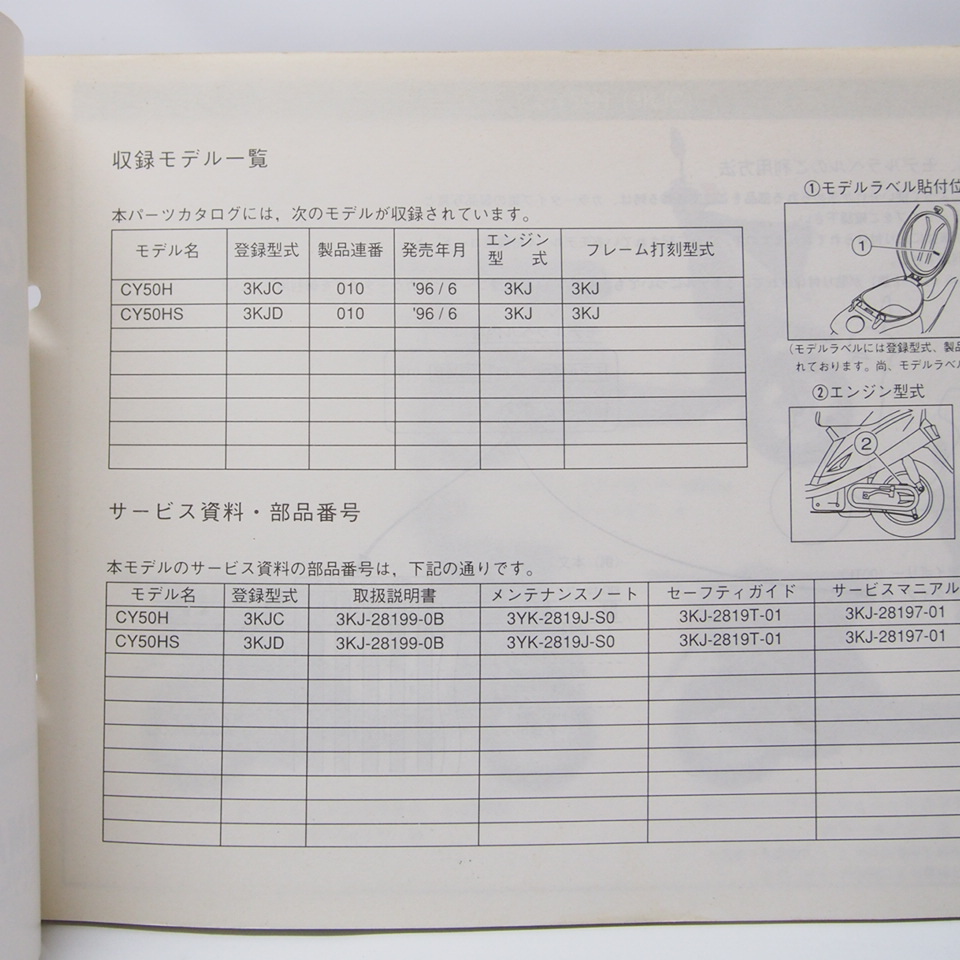 収録モデル一覧
本パーツカタログには，次のモデルが収録されています。
モデル名 登録型式 製品連番 発売年月 エンジン型式 フレーム打刻型式
CY50H 3KJC 010 '96/6 3KJ 3KJ
CY50HS 3KJD 010 '96/6 3KJ 3KJ
サービス資料・部品番号
本モデルのサービス資料の部品番号は，下記の通りです。
モデル名 登録型式 取扱説明書 メンテナンスノート セーフティガイド サービスマニアル
CY50H 3KJC 3KJ-28199-0B 3YK-2819J-S0 3KJ-2819T-01 3KJ-28197-01
CY50HS 3KJD 3KJ-28199-0B 3YK-2819J-S0 3KJ-2819T-01 3KJ-28197-01
①モデルラベル貼付位
①
（モデルラベルには登録型式、製品
れております。尚、モデルラベル
②エンジン型式
②